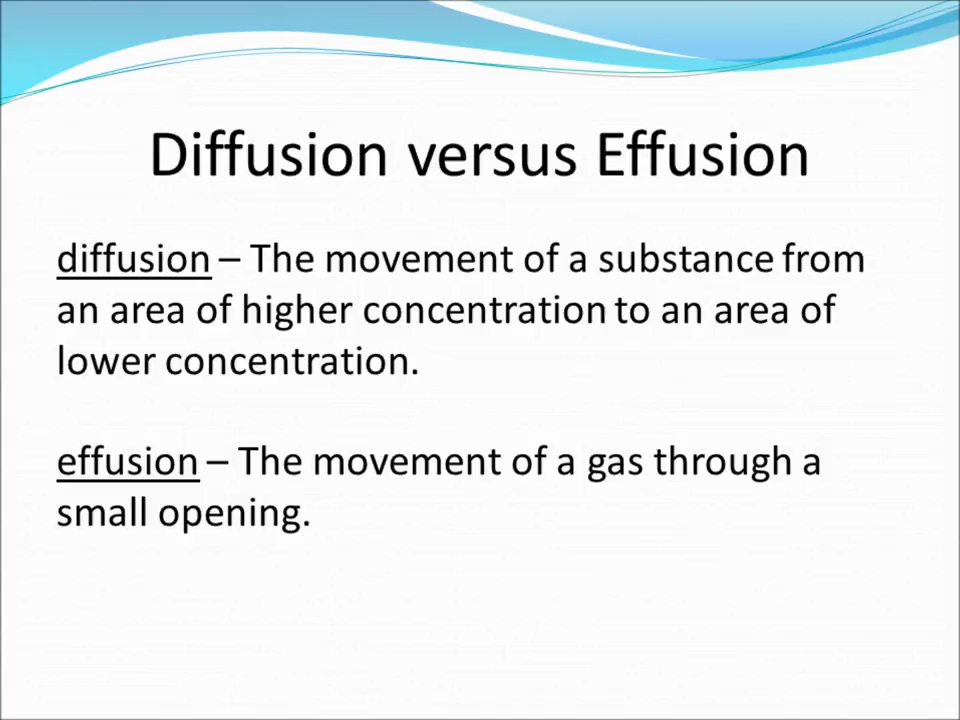 Diffusion versus Effusion
diffusion – The movement of a substance from
an area of higher concentration to an area of
lower concentration.
effusion – The movement of a gas through a
small opening.